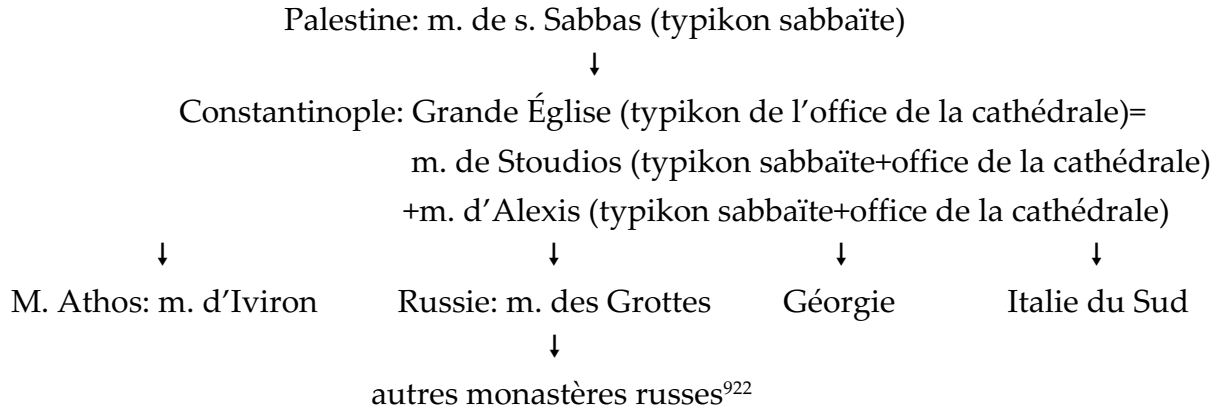 Palestine: m. de s. Sabbas (typikon sabbaïte)
↓
Constantinople: Grande Église (typikon de l’office de la cathédrale)=
m. de Stoudios (typikon sabbaïte+office de la cathédrale)
+m. d’Alexis (typikon sabbaïte+office de la cathédrale)
↓ ↓ ↓ ↓
M. Athos: m. d’Iviron Russie: m. des Grottes Géorgie Italie du Sud
↓
autres monastères russes⁹²²